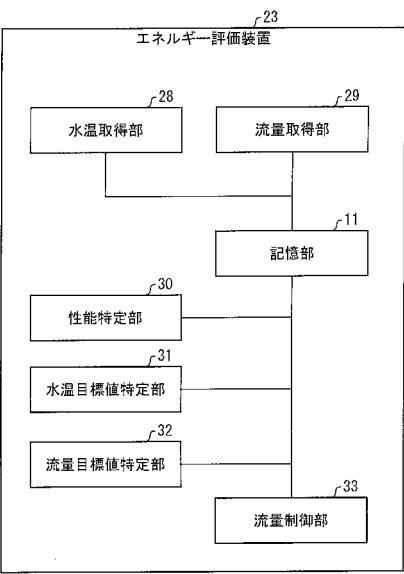 23
エネルギー評価装置
28
水温取得部
29
流量取得部
11
記憶部
30
性能特定部
31
水温目標値特定部
32
流量目標値特定部
33
流量制御部